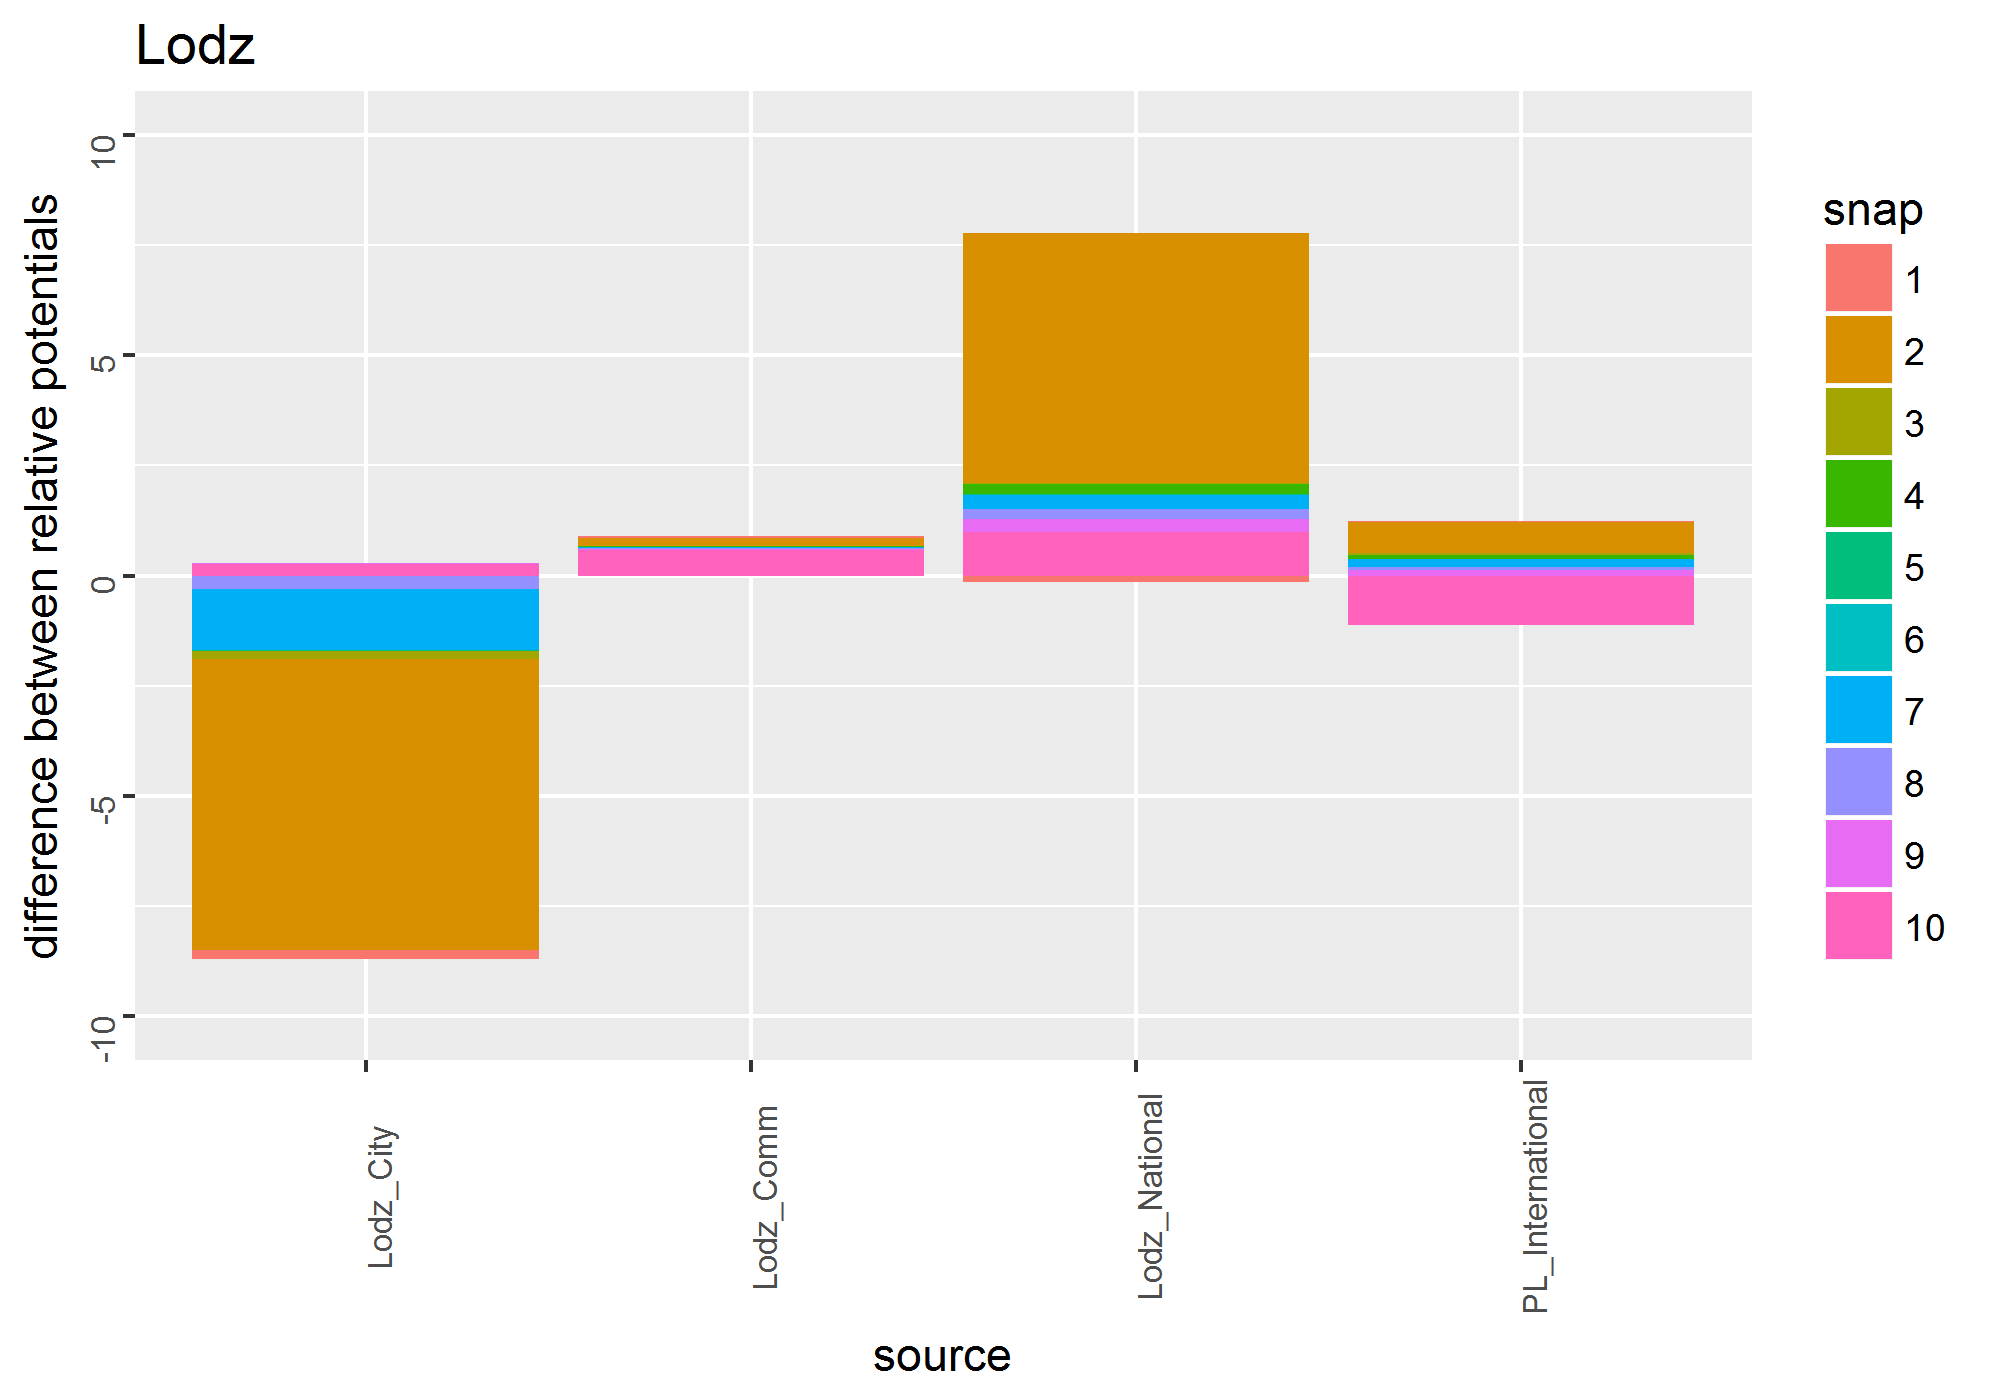 Lodz
difference between relative potentials
10
5
0
-5
-10
Lodz_City
Lodz_Comm
Lodz_National
PL_International
source
snap
1
2
3
4
5
6
7
8
9
10